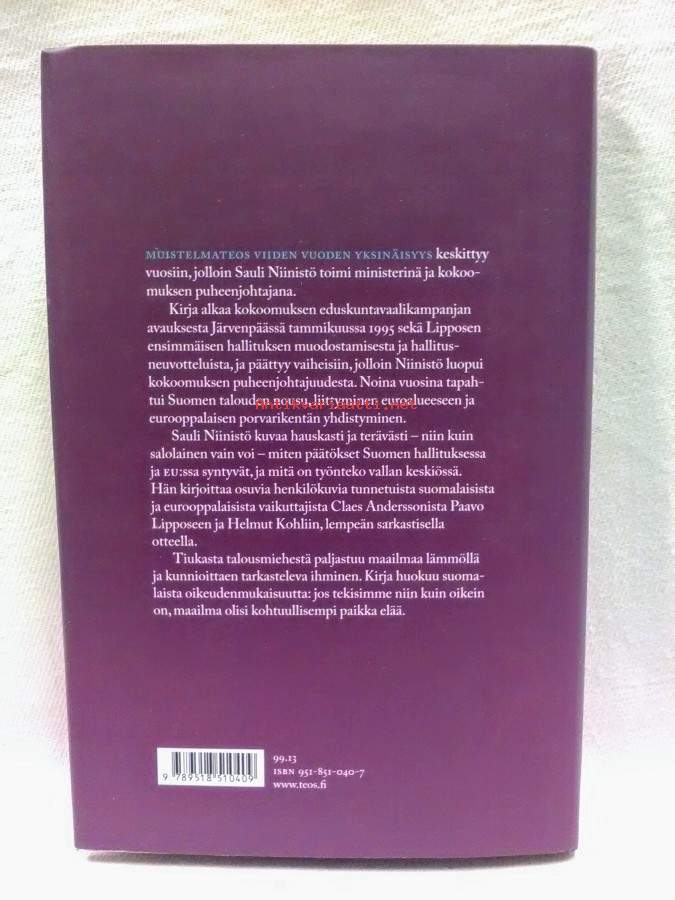 MUISTELMATEOS VIIDEN VUODEN YKSINÄISYYS keskittyy
vuosiin, jolloin Sauli Niinistö toimi ministerinä ja kokoo-
muksen puheenjohtajana.
Kirja alkaa kokoomuksen eduskuntavaalikampanjan
avauksesta Järvenpäässä tammikuussa 1995 sekä Lipposen
ensimmäisen hallituksen muodostamisesta ja hallitus-
neuvotteluista, ja päättyy vaiheisiin, jolloin Niinistö luopui
kokoomuksen puheenjohtajuudesta. Noina vuosina tapah-
tui Suomen talouden nousu, liittyminen euroalueeseen ja
Antikvariaatti.net
eurooppalaisen porvarikentän yhdistyminen.
Sauli Niinistö kuvaa hauskasti ja terävästi – niin kuin
salolainen vain voi – miten päätökset Suomen hallituksessa
ja EU:ssa syntyvät, ja mitä on työnteko vallan keskiössä.
Hän kirjoittaa osuvia henkilökuvia tunnetuista suomalaisista
ja eurooppalaisista vaikuttajista Claes Anderssonista Paavo
Lipposeen ja Helmut Kohliin, lempeän sarkastisella
otteella.
Tiukasta talousmiehestä paljastuu maailmaa lämmöllä
ja kunnioittaen tarkasteleva ihminen. Kirja huokuu suoma-
laista oikeudenmukaisuutta: jos tekisimme niin kuin oikein
on, maailma olisi kohtuullisempi paikka elää.
99.13
ISBN 951-851-040-7
www.teos.fi
9 789518 510409